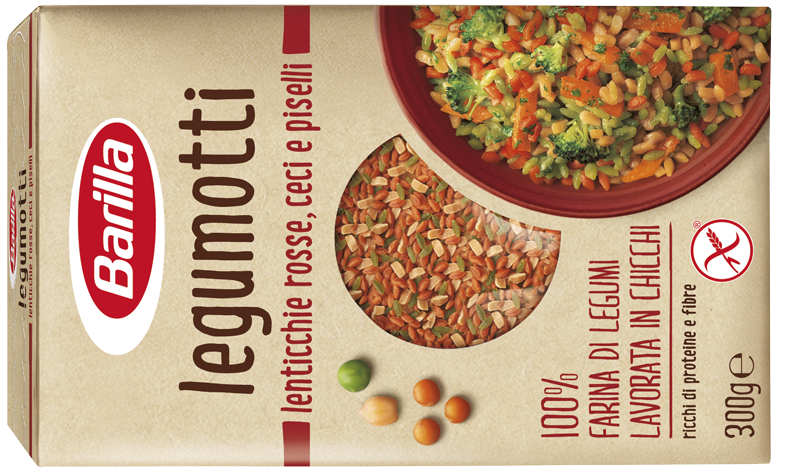 Barilla
legumotti
lenticchie rosse, ceci e piselli
Barilla
legumotti
lenticchie rosse, ceci e piselli
100%
FARINA DI LEGUMI
LAVORATA IN CHICCHI
®
ricchi di proteine e fibre
300g e